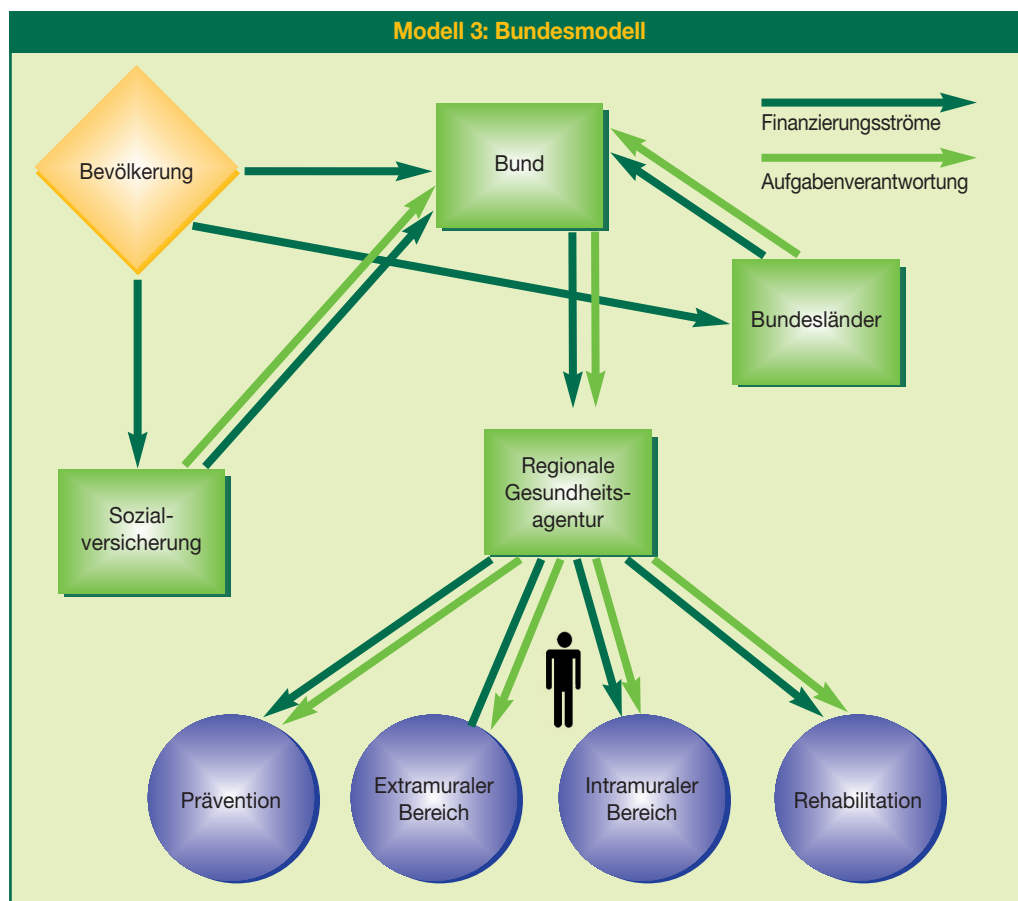 Modell 3: Bundesmodell
Finanzierungsströme
Bund
Bevölkerung
Aufgabenverantwortung
Bundesländer
Regionale
Gesundheits-
agentur
Sozial-
versicherung
Prävention
Extramuraler
Bereich
Intramuraler
Bereich
Rehabilitation